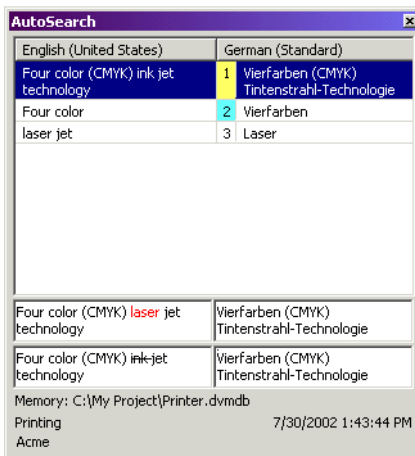 AutoSearch
English (United States) German (Standard)
Four color (CMYK) ink jet 1 Vierfarben (CMYK)
technology Tintenstrahl-Technologie
Four color 2 Vierfarben
laser jet 3 Laser
Four color (CMYK) laser jet Vierfarben (CMYK)
technology Tintenstrahl-Technologie
Four color (CMYK) ink jet Vierfarben (CMYK)
technology Tintenstrahl-Technologie
Memory: C:\My Project\Printer.dvmdb
Printing 7/30/2002 1:43:44 PM
Acme